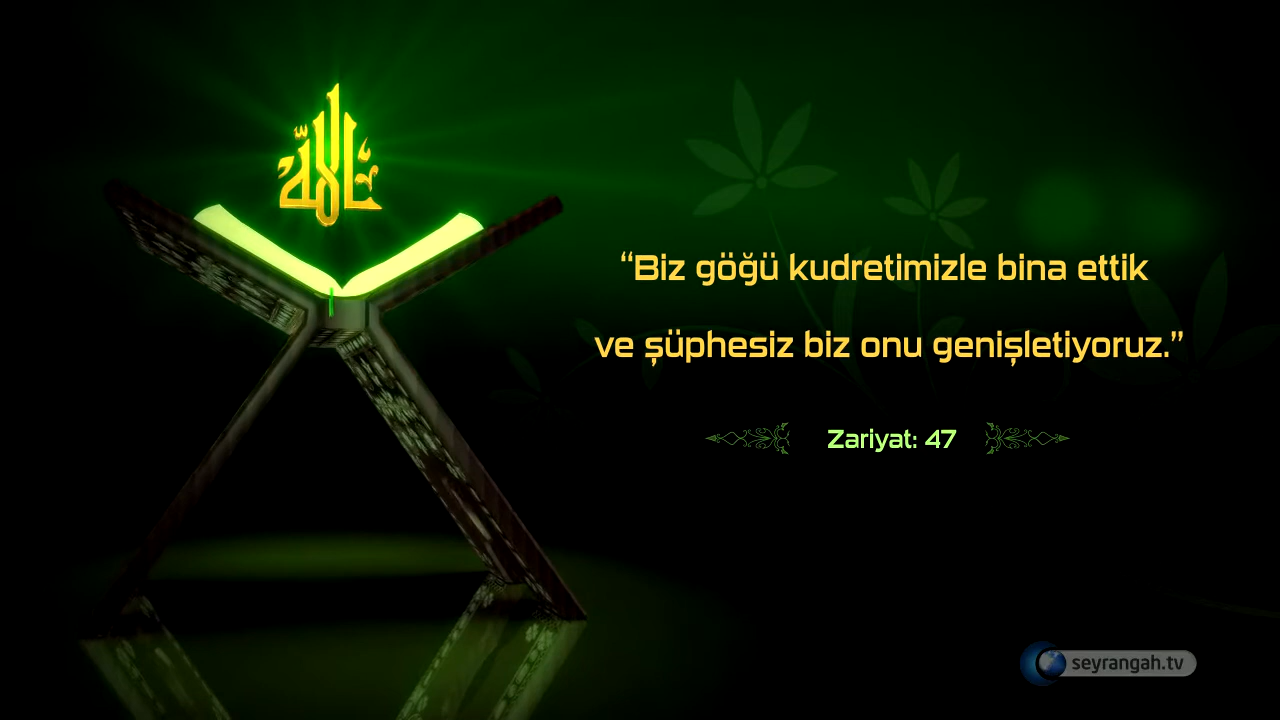 الله
“Biz göğü kudretimizle bina ettik
ve şüphesiz biz onu genişletiyoruz.”
Zariyat: 47
seyrangah.tv